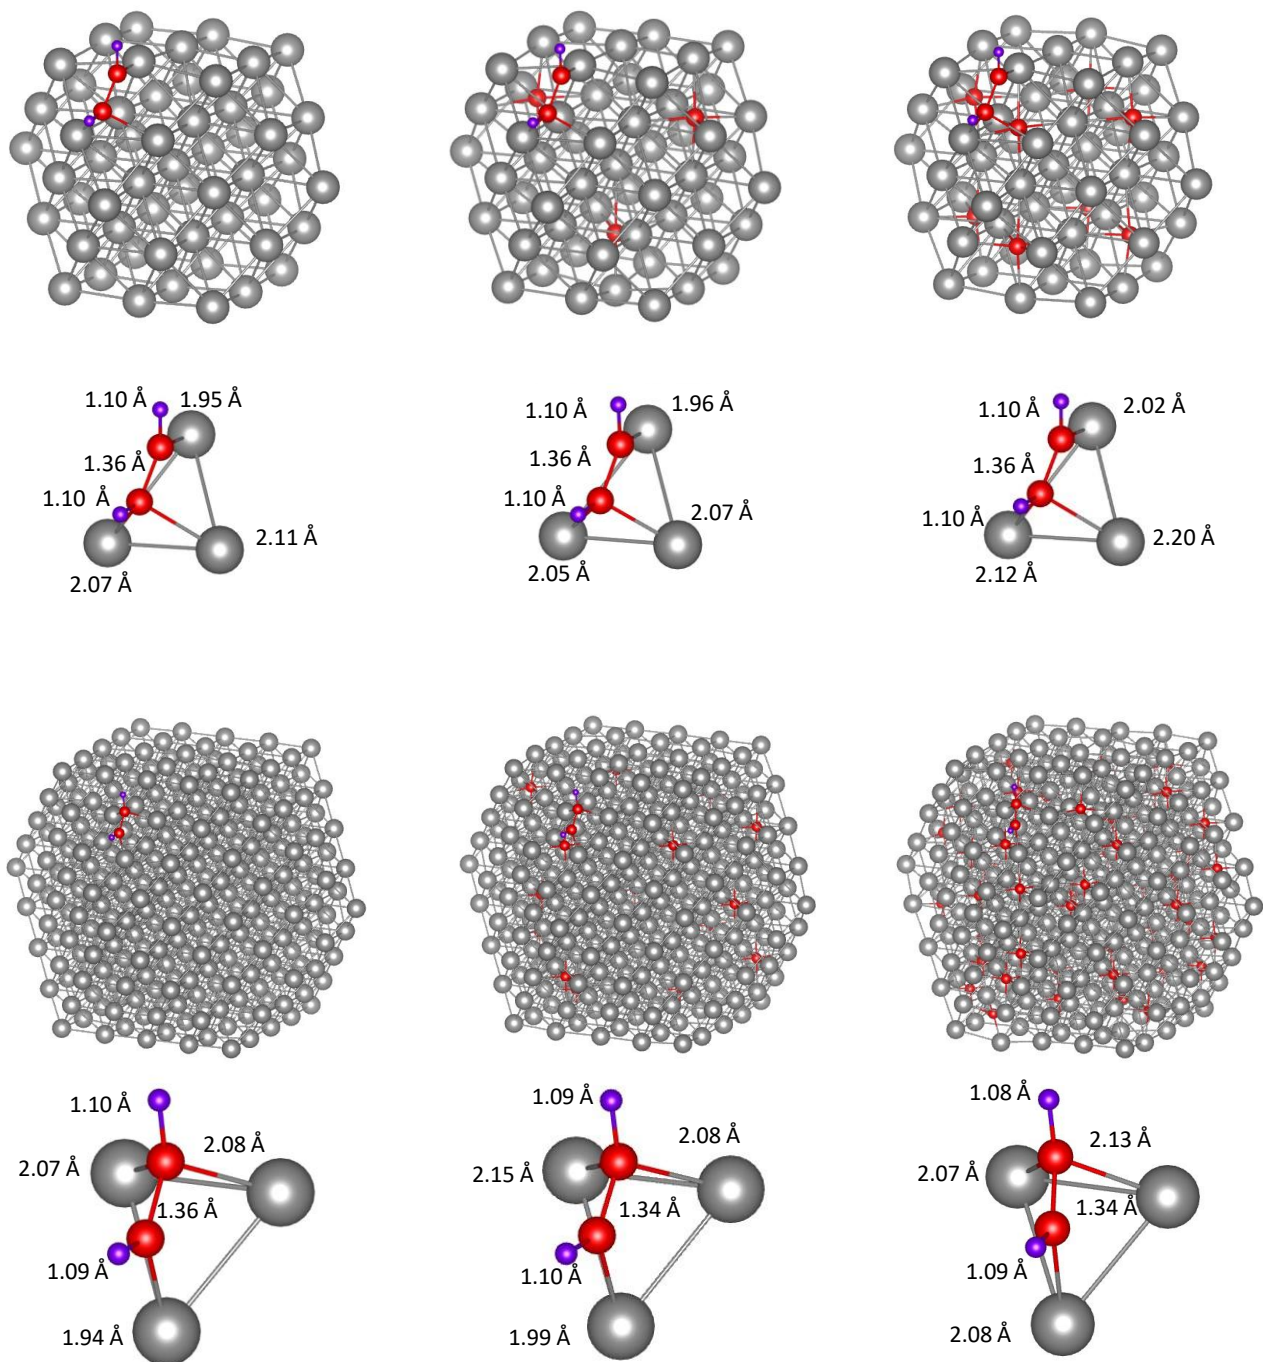 1.10 Å 1.95 Å
1.36 Å
1.10 Å
2.11 Å
2.07 Å
1.10 Å 1.96 Å
1.36 Å
1.10 Å
2.07 Å
2.05 Å
1.10 Å 2.02 Å
1.36 Å
1.10 Å
2.20 Å
2.12 Å
1.10 Å
2.08 Å
2.07 Å
1.36 Å
1.09 Å
1.94 Å
1.09 Å
2.08 Å
2.15 Å
1.34 Å
1.10 Å
1.99 Å
1.08 Å
2.13 Å
2.07 Å
1.34 Å
1.09 Å
2.08 Å